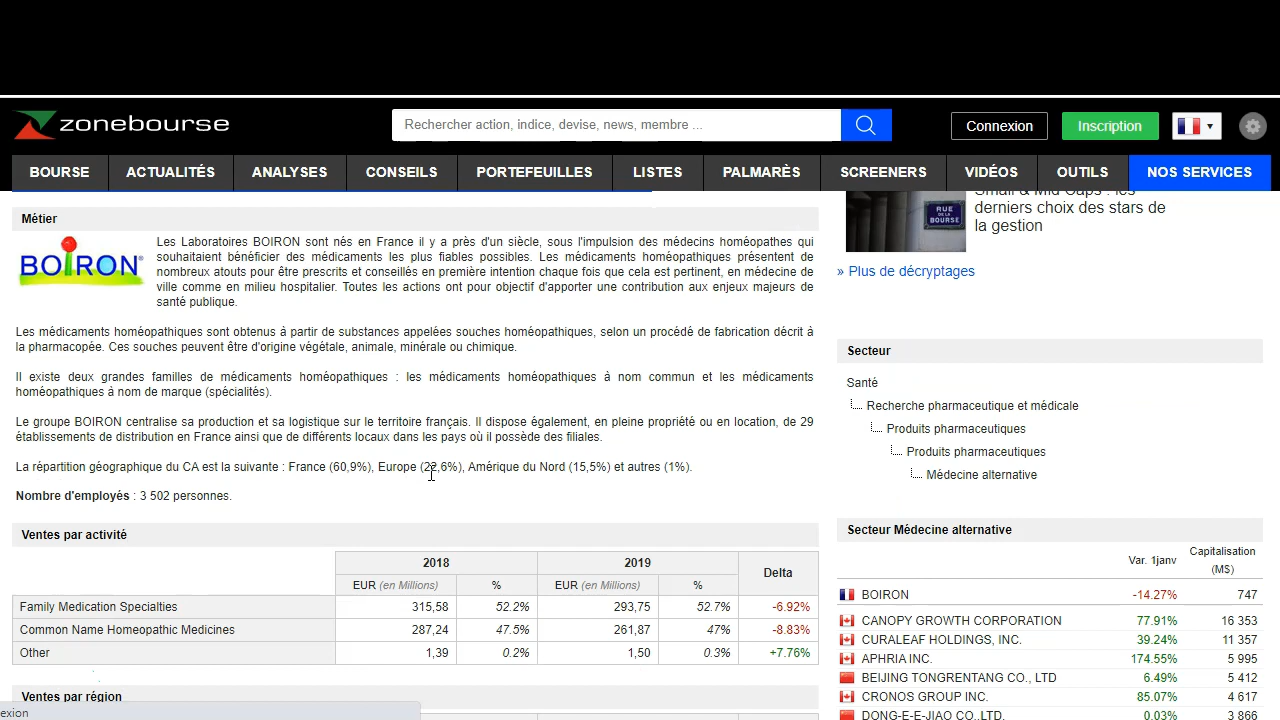 zonebourse
Rechercher action, indice, devise, news, membre ...
Connexion
Inscription
BOURSE ACTUALITÉS ANALYSES CONSEILS PORTEFEUILLES LISTES PALMARÈS SCREENERS VIDÉOS OUTILS NOS SERVICES
Métier
BOIRON
Les Laboratoires BOIRON sont nés en France il y a près d'un siècle, sous l'impulsion des médecins homéopathes qui
souhaitaient bénéficier des médicaments les plus fiables possibles. Les médicaments homéopathiques présentent de
nombreux atouts pour être prescrits et conseillés en première intention chaque fois que cela est pertinent, en médecine de
ville comme en milieu hospitalier. Toutes les actions ont pour objectif d'apporter une contribution aux enjeux majeurs de
santé publique.
Les médicaments homéopathiques sont obtenus à partir de substances appelées souches homéopathiques, selon un procédé de fabrication décrit à
la pharmacopée. Ces souches peuvent être d'origine végétale, animale, minérale ou chimique.
Il existe deux grandes familles de médicaments homéopathiques : les médicaments homéopathiques à nom commun et les médicaments
homéopathiques à nom de marque (spécialités).
Le groupe BOIRON centralise sa production et sa logistique sur le territoire français. Il dispose également, en pleine propriété ou en location, de 29
établissements de distribution en France ainsi que de différents locaux dans les pays où il possède des filiales.
La répartition géographique du CA est la suivante : France (60,9%), Europe (22,6%), Amérique du Nord (15,5%) et autres (1%).
Nombre d'employés : 3 502 personnes.
Ventes par activité
2018 2019 Delta
EUR (en Millions) % EUR (en Millions) %
Family Medication Specialties 315,58 52.2% 293,75 52.7% -6.92%
Common Name Homeopathic Medicines 287,24 47.5% 261,87 47% -8.83%
Other 1,39 0.2% 1,50 0.3% +7.76%
Ventes par région
exion
RUE DE LA BOURSE
Small & Mid Caps : les
derniers choix des stars de
la gestion
» Plus de décryptages
Secteur
Santé
Recherche pharmaceutique et médicale
Produits pharmaceutiques
Produits pharmaceutiques
Médecine alternative
Secteur Médecine alternative
Var. 1janv Capitalisation (M$)
BOIRON -14.27% 747
CANOPY GROWTH CORPORATION 77.91% 16 353
CURALEAF HOLDINGS, INC. 39.24% 11 357
APHRIA INC. 174.55% 5 995
BEIJING TONGRENTANG CO., LTD 6.49% 5 412
CRONOS GROUP INC. 85.07% 4 617
DONG-E-E-JIAO CO.,LTD. 0.03% 3 866